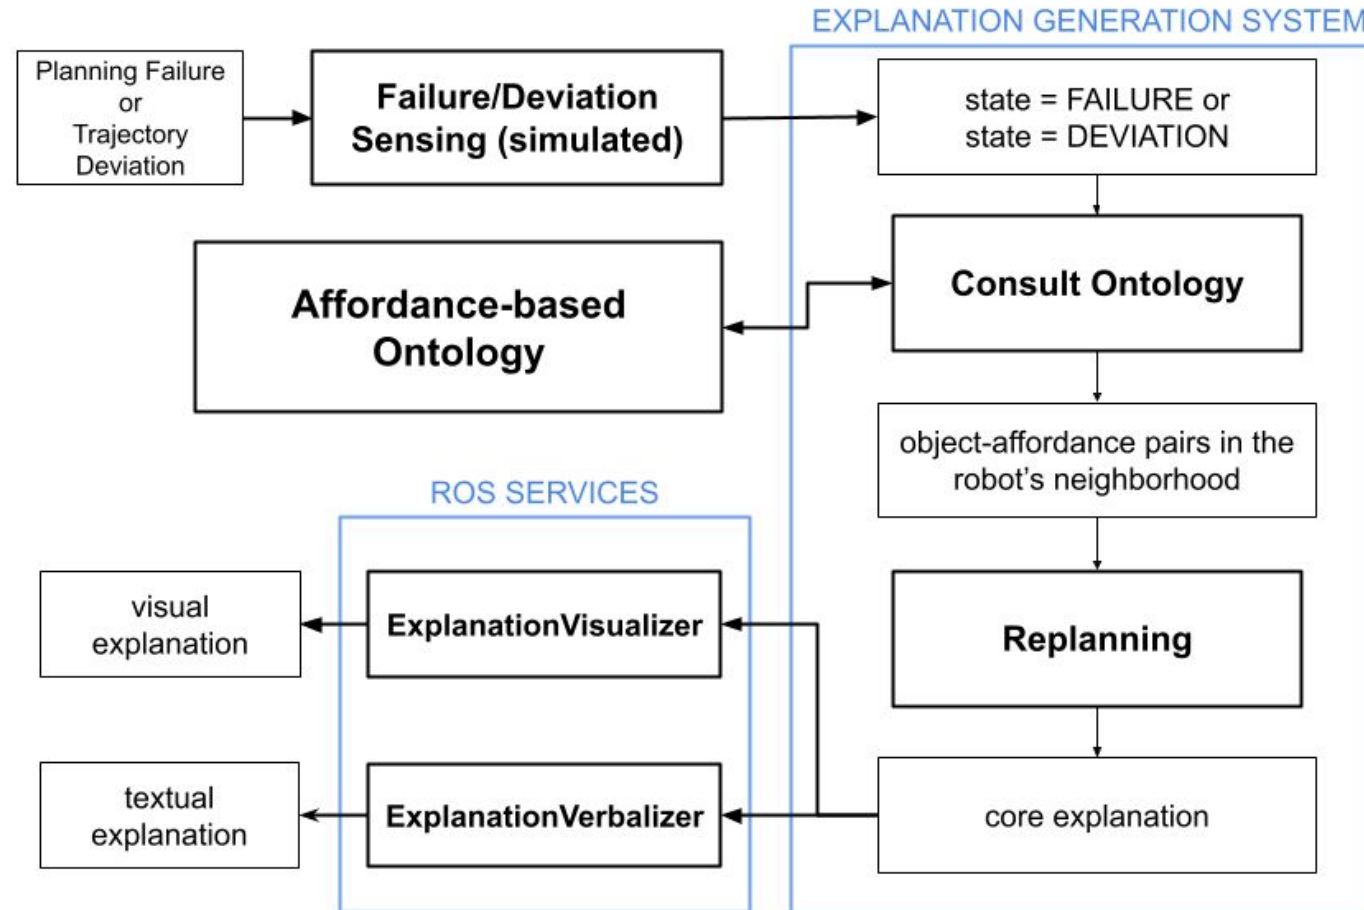 EXPLANATION GENERATION SYSTEM
Planning Failure
or
Trajectory
Deviation
Failure/Deviation
Sensing (simulated)
state = FAILURE or
state = DEVIATION
Affordance-based
Ontology
Consult Ontology
object-affordance pairs in the
robot's neighborhood
ROS SERVICES
visual
explanation
ExplanationVisualizer
Replanning
textual
explanation
ExplanationVerbalizer
core explanation